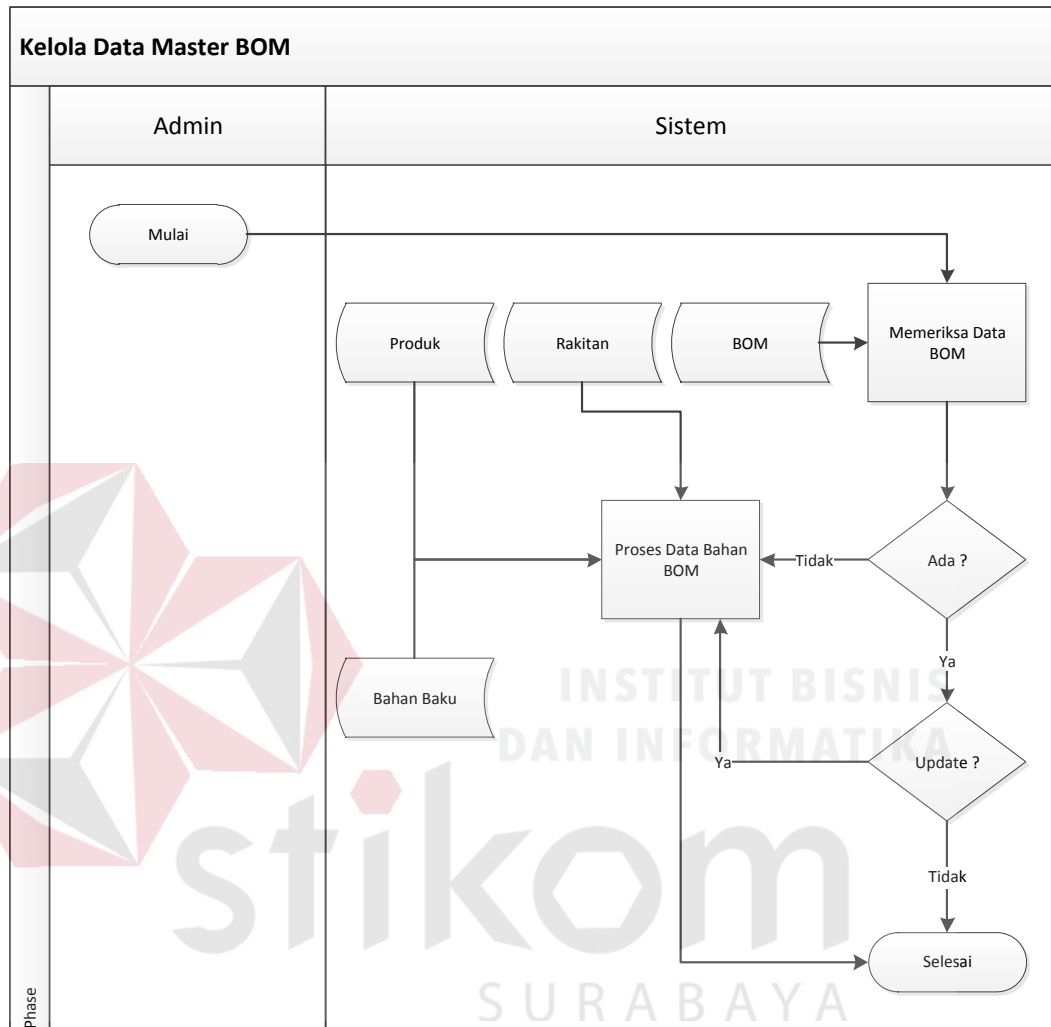 Kelola Data Master BOM
Admin
Sistem
Mulai
Produk
Rakitan
BOM
Memeriksa Data
BOM
Proses Data Bahan
BOM
Tidak
Ada ?
Ya
Bahan Baku
INSTITUT BISNIS
DAN INFORMATIKA
Ya
Update ?
stikom
Tidak
Selesai
SURABAYA
Phase